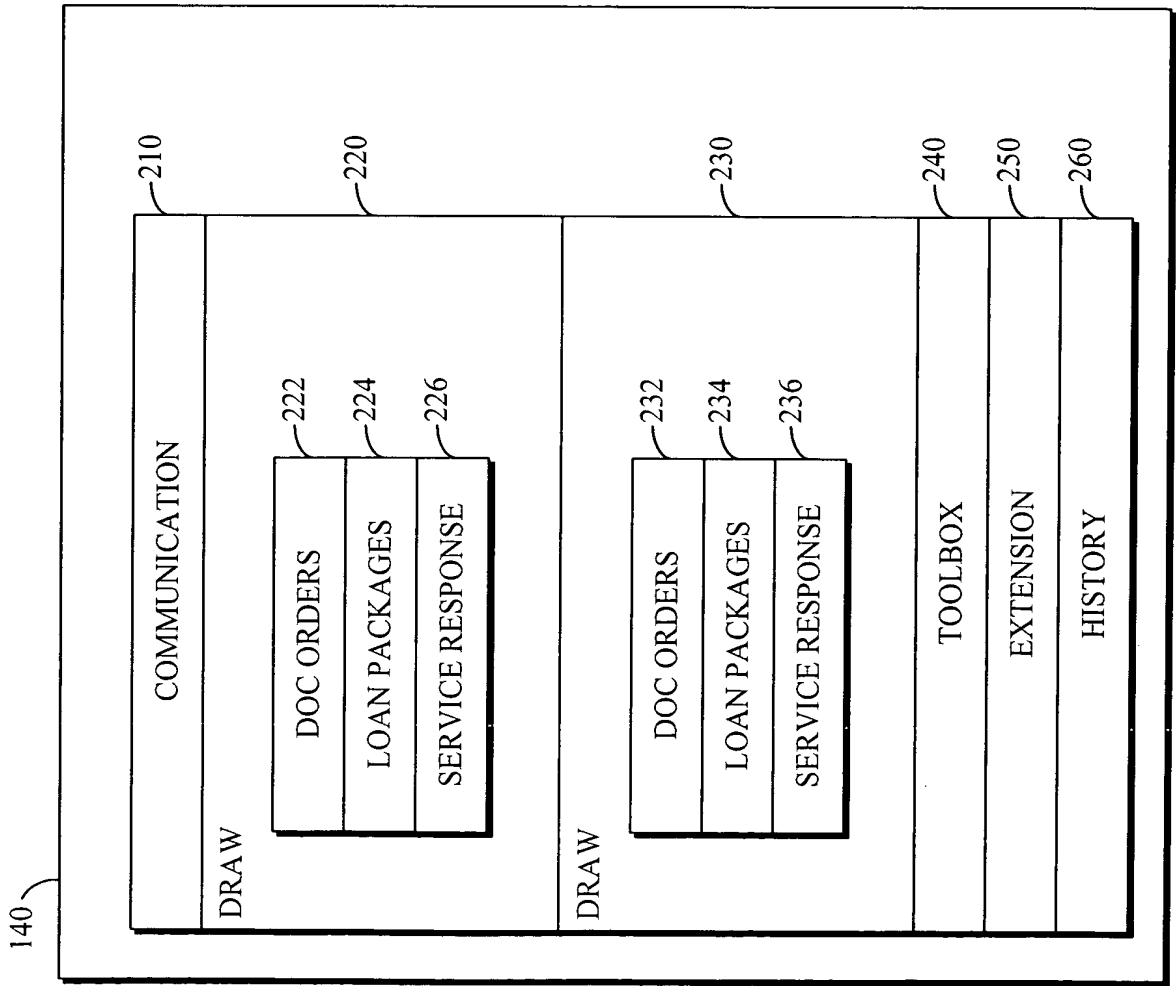 140
COMMUNICATION
210
DRAW
220
DOC ORDERS
222
LOAN PACKAGES
224
SERVICE RESPONSE
226
DRAW
230
DOC ORDERS
232
LOAN PACKAGES
234
SERVICE RESPONSE
236
TOOLBOX
240
EXTENSION
250
HISTORY
260